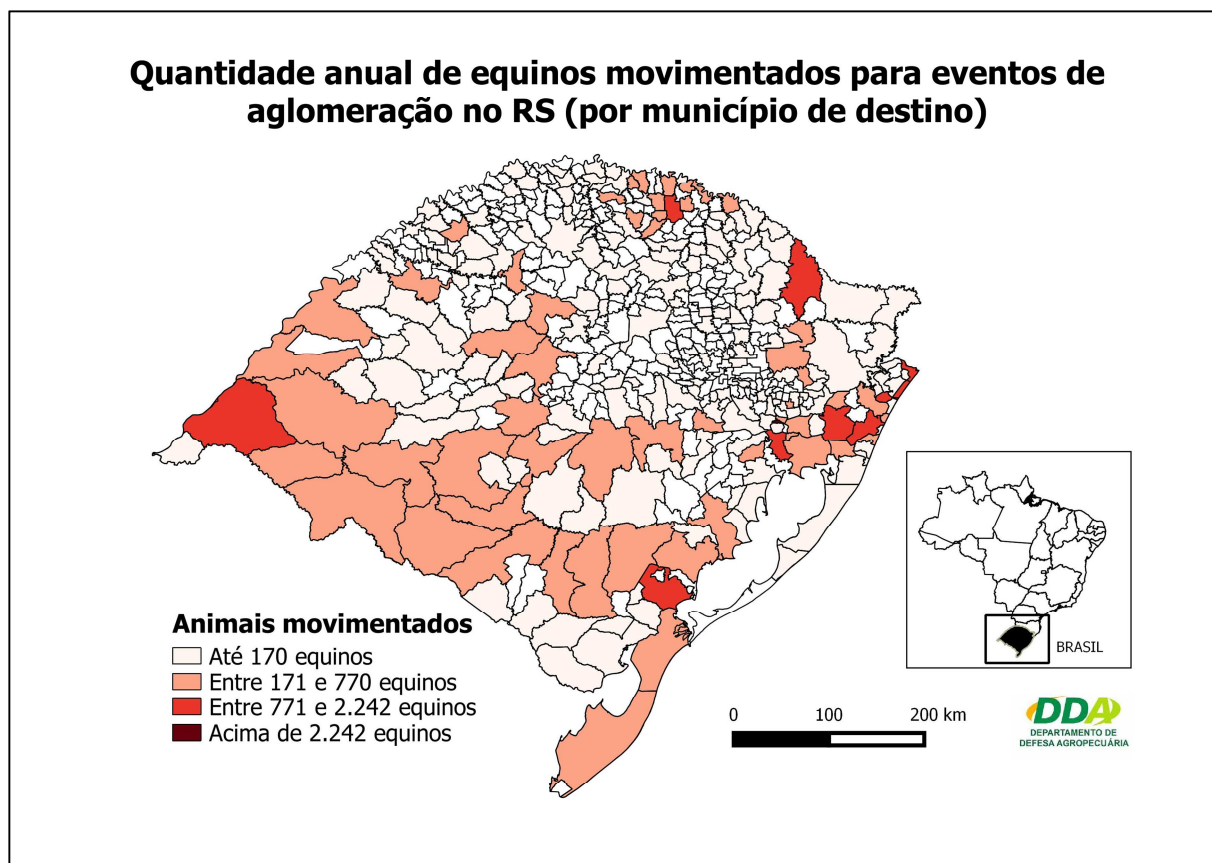 Quantidade anual de equinos movimentados para eventos de
aglomeração no RS (por município de destino)
Animais movimentados
Até 170 equinos
Entre 171 e 770 equinos
Entre 771 e 2.242 equinos
Acima de 2.242 equinos
0 100 200 km
BRASIL
DDA
DEPARTAMENTO DE
DEFESA AGROPECUÁRIA